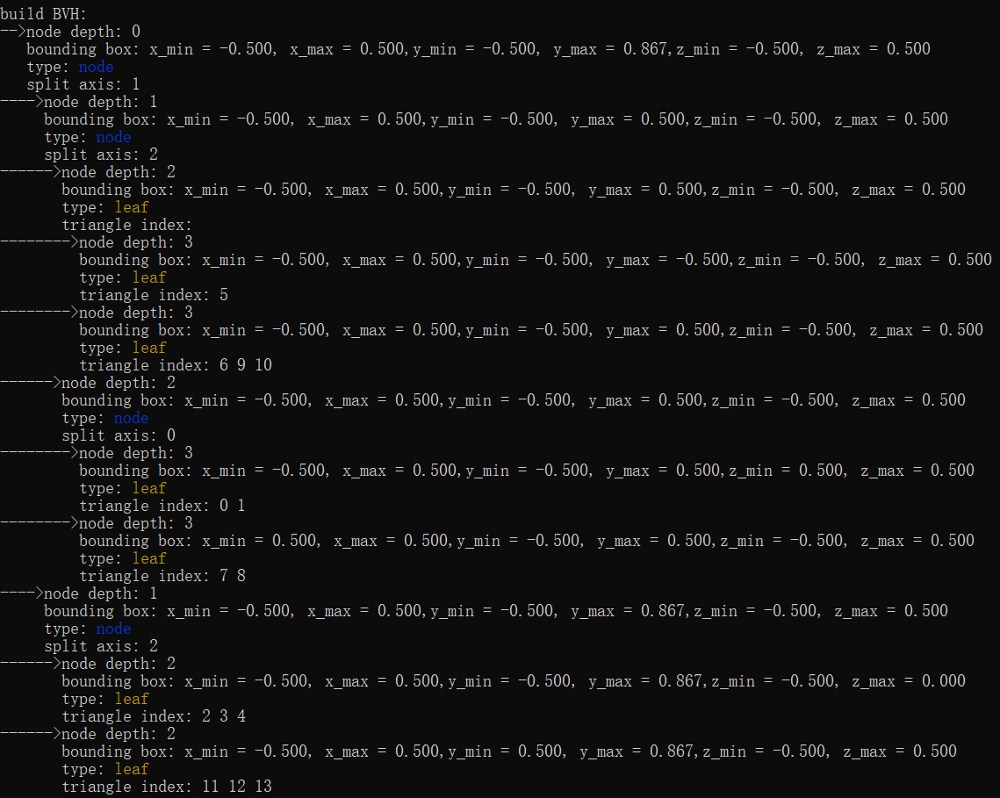 build BVH:
-->node depth: 0
   bounding box: x_min = -0.500, x_max = 0.500,y_min = -0.500, y_max = 0.867,z_min = -0.500, z_max = 0.500
   type: node
   split axis: 1
---->node depth: 1
     bounding box: x_min = -0.500, x_max = 0.500,y_min = -0.500, y_max = 0.500,z_min = -0.500, z_max = 0.500
     type: node
     split axis: 2
------>node depth: 2
       bounding box: x_min = -0.500, x_max = 0.500,y_min = -0.500, y_max = 0.500,z_min = -0.500, z_max = 0.500
       type: leaf
       triangle index:
-------->node depth: 3
         bounding box: x_min = -0.500, x_max = 0.500,y_min = -0.500, y_max = -0.500,z_min = -0.500, z_max = 0.500
         type: leaf
         triangle index: 5
-------->node depth: 3
         bounding box: x_min = -0.500, x_max = 0.500,y_min = -0.500, y_max = 0.500,z_min = -0.500, z_max = 0.500
         type: leaf
         triangle index: 6 9 10
------>node depth: 2
       bounding box: x_min = -0.500, x_max = 0.500,y_min = -0.500, y_max = 0.500,z_min = -0.500, z_max = 0.500
       type: node
       split axis: 0
-------->node depth: 3
         bounding box: x_min = -0.500, x_max = 0.500,y_min = -0.500, y_max = 0.500,z_min = 0.500, z_max = 0.500
         type: leaf
         triangle index: 0 1
-------->node depth: 3
         bounding box: x_min = 0.500, x_max = 0.500,y_min = -0.500, y_max = 0.500,z_min = -0.500, z_max = 0.500
         type: leaf
         triangle index: 7 8
---->node depth: 1
     bounding box: x_min = -0.500, x_max = 0.500,y_min = -0.500, y_max = 0.867,z_min = -0.500, z_max = 0.500
     type: node
     split axis: 2
------>node depth: 2
       bounding box: x_min = -0.500, x_max = 0.500,y_min = -0.500, y_max = 0.867,z_min = -0.500, z_max = 0.000
       type: leaf
       triangle index: 2 3 4
------>node depth: 2
       bounding box: x_min = -0.500, x_max = 0.500,y_min = 0.500, y_max = 0.867,z_min = -0.500, z_max = 0.500
       type: leaf
       triangle index: 11 12 13